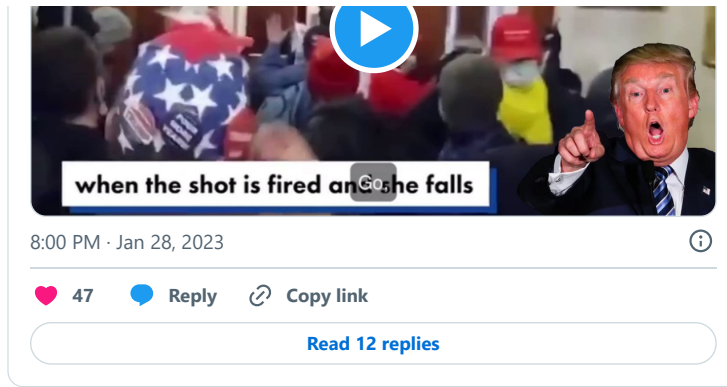 when the shot is fired and she falls
Go
8:00 PM · Jan 28, 2023
47 Reply Copy link
Read 12 replies